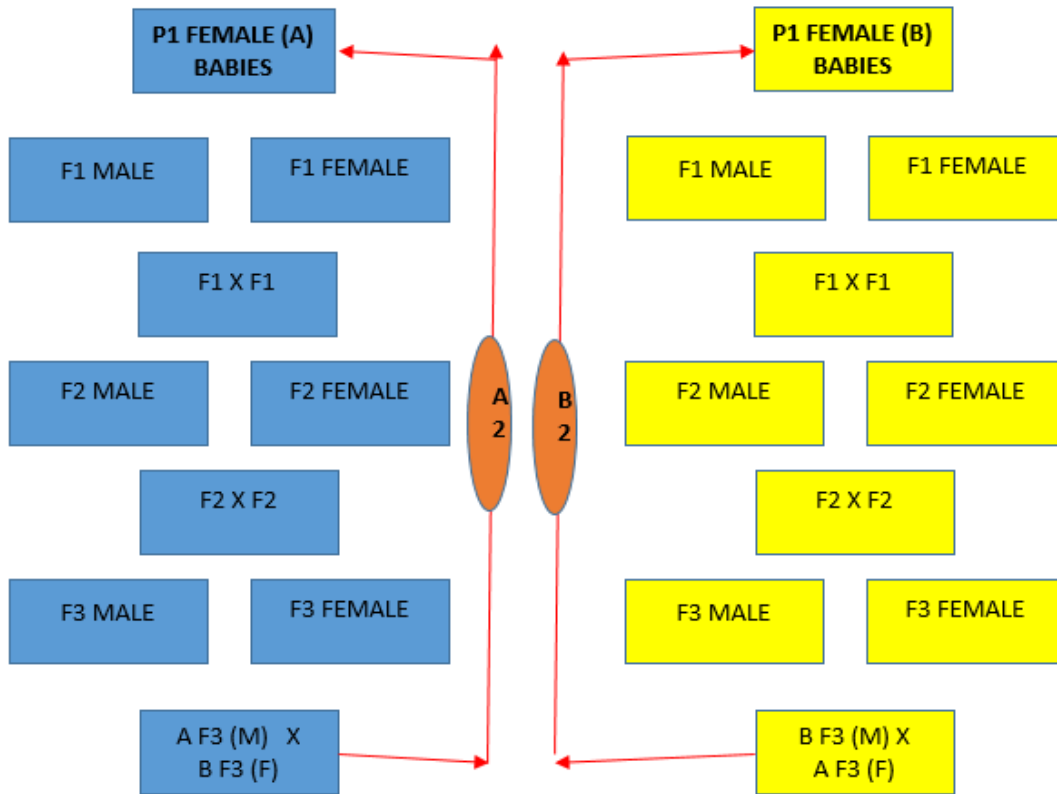 P1 FEMALE (A)
BABIES
P1 FEMALE (B)
BABIES
F1 MALE
F1 FEMALE
F1 MALE
F1 FEMALE
F1 X F1
F1 X F1
F2 MALE
F2 FEMALE
A
2
B
2
F2 MALE
F2 FEMALE
F2 X F2
F2 X F2
F3 MALE
F3 FEMALE
F3 MALE
F3 FEMALE
A F3 (M) X
B F3 (F)
B F3 (M) X
A F3 (F)